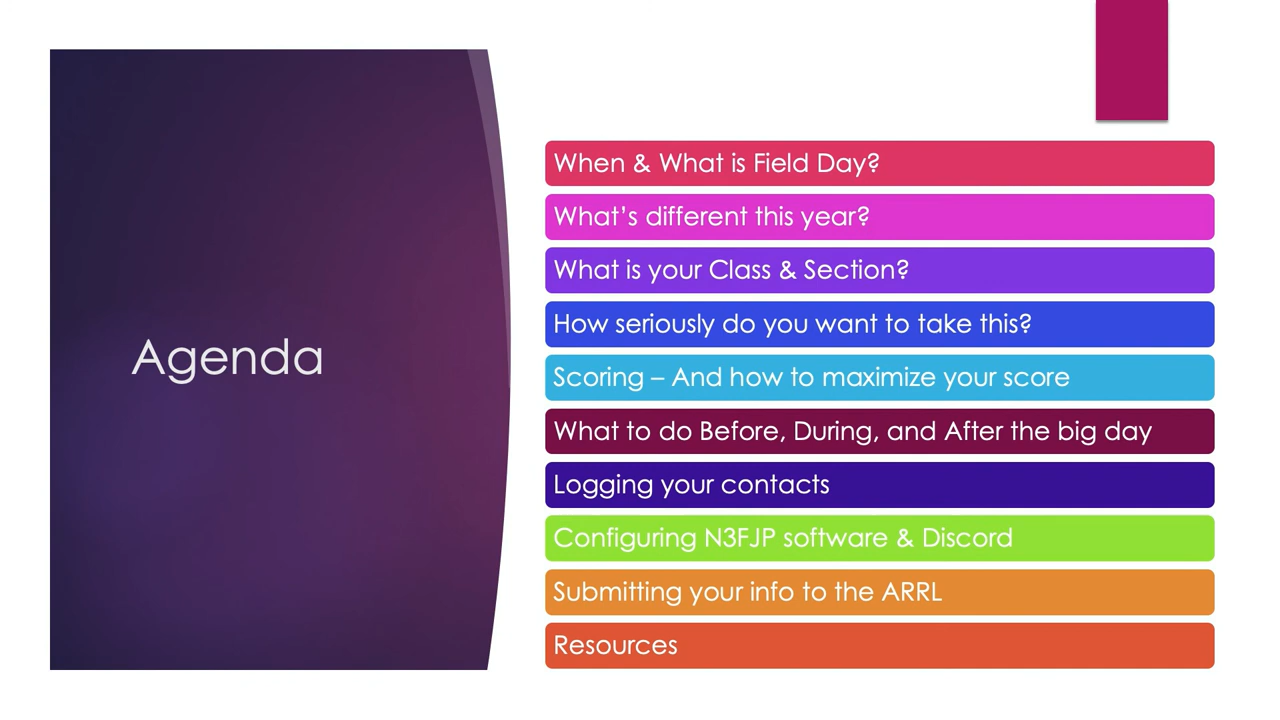 Agenda
When & What is Field Day?
What's different this year?
What is your Class & Section?
How seriously do you want to take this?
Scoring – And how to maximize your score
What to do Before, During, and After the big day
Logging your contacts
Configuring N3FJP software & Discord
Submitting your info to the ARRL
Resources